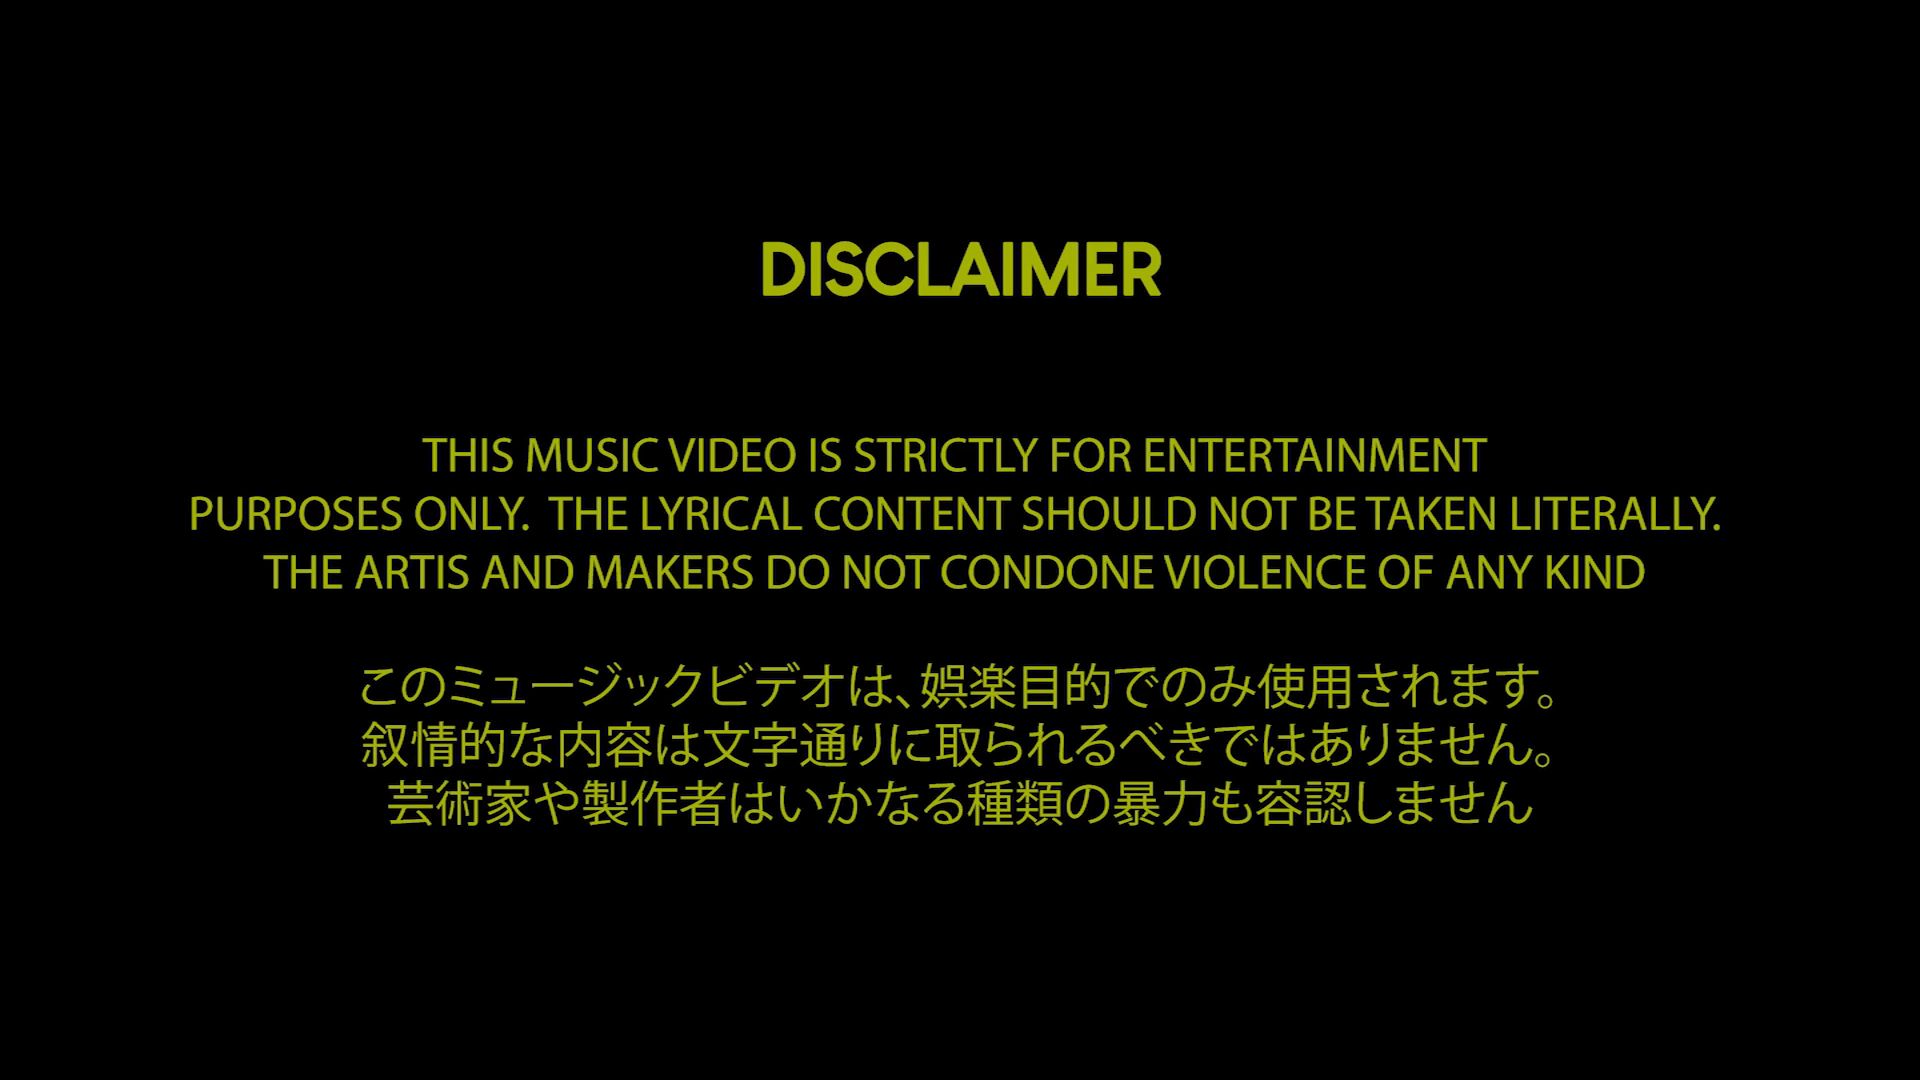 DISCLAIMER
THIS MUSIC VIDEO IS STRICTLY FOR ENTERTAINMENT
PURPOSES ONLY.  THE LYRICAL CONTENT SHOULD NOT BE TAKEN LITERALLY.
THE ARTIS AND MAKERS DO NOT CONDONE VIOLENCE OF ANY KIND
このミュージックビデオは、娯楽目的でのみ使用されます。
叙情的な内容は文字通りに取られるべきではありません。
芸術家や製作者はいかなる種類の暴力も容認しません